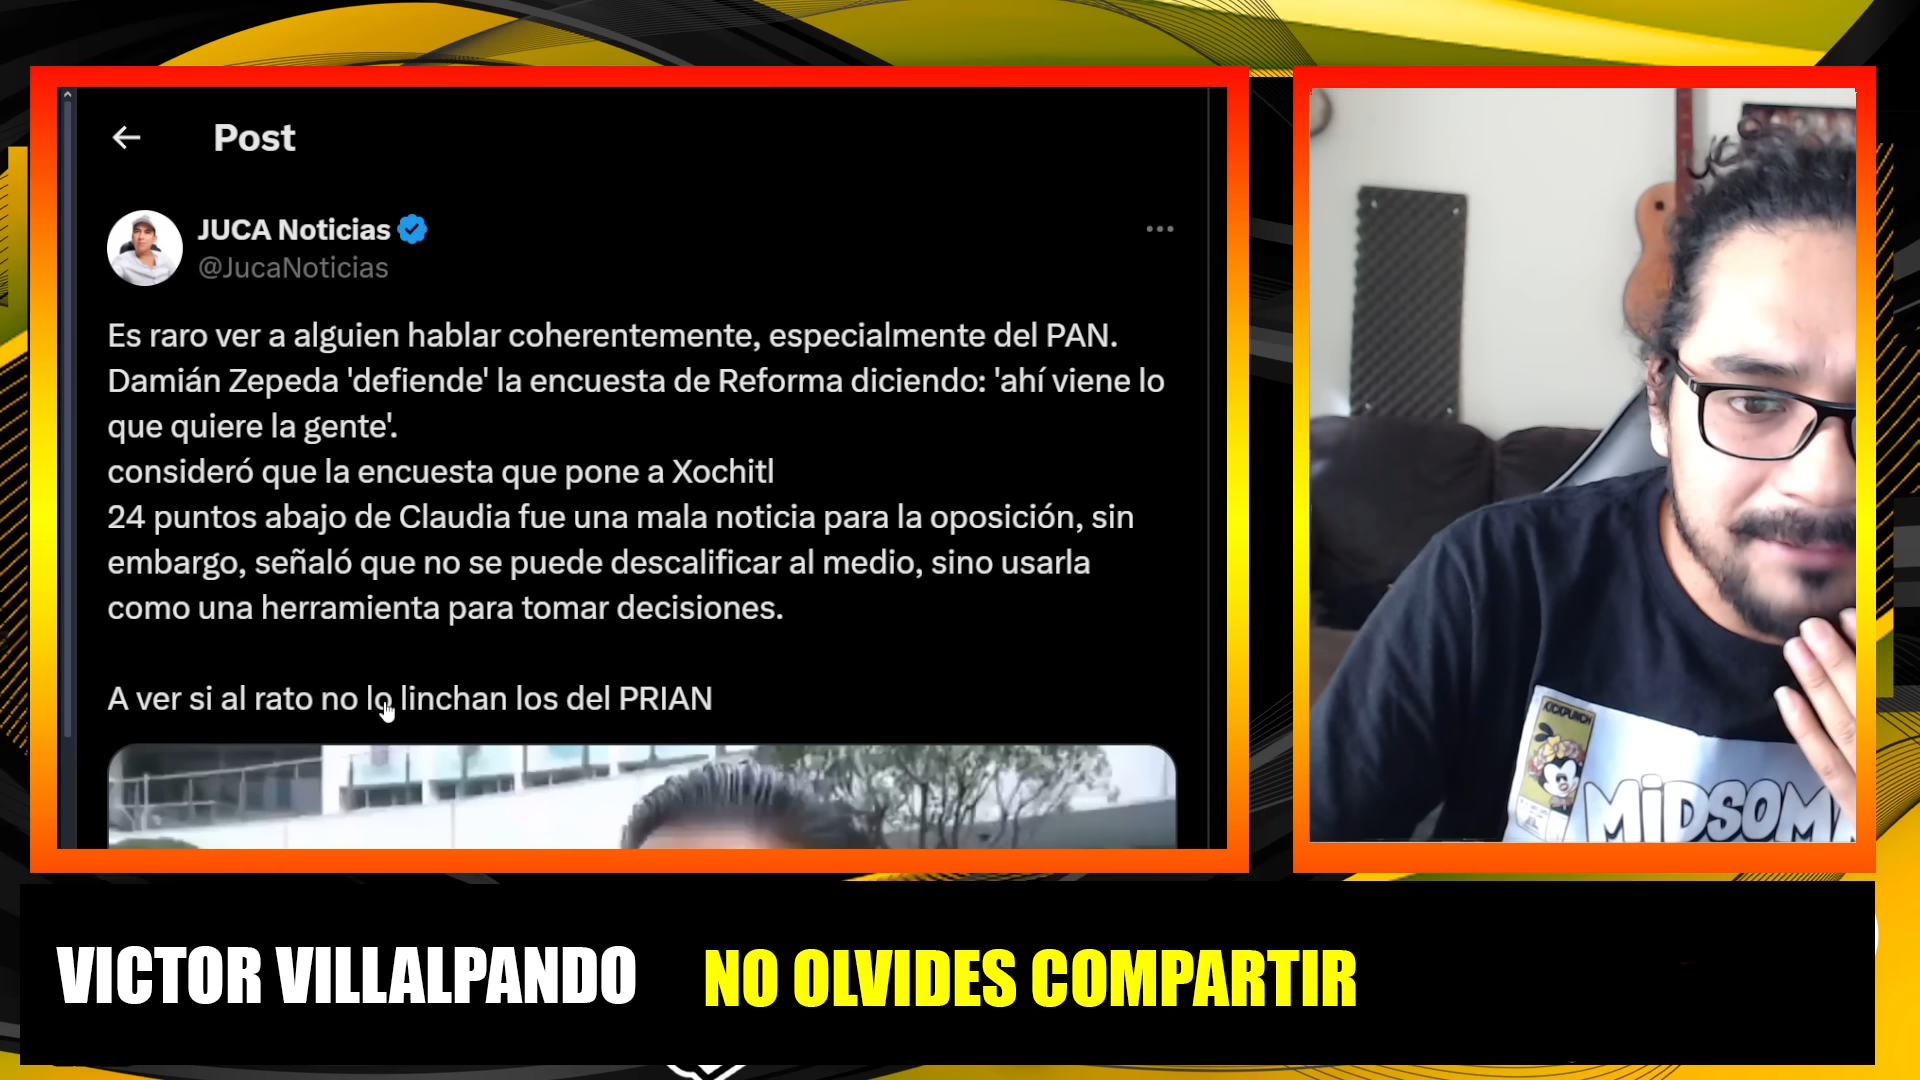 Post
JUCA Noticias
@JucaNoticias
Es raro ver a alguien hablar coherentemente, especialmente del PAN.
Damián Zepeda 'defiende' la encuesta de Reforma diciendo: 'ahí viene lo
que quiere la gente'.
consideró que la encuesta que pone a Xochitl
24 puntos abajo de Claudia fue una mala noticia para la oposición, sin
embargo, señaló que no se puede descalificar al medio, sino usarla
como una herramienta para tomar decisiones.
A ver si al rato no lo linchan los del PRIAN
KICKPUNCH
MiDSOM
VICTOR VILLALPANDO
NO OLVIDES COMPARTIR